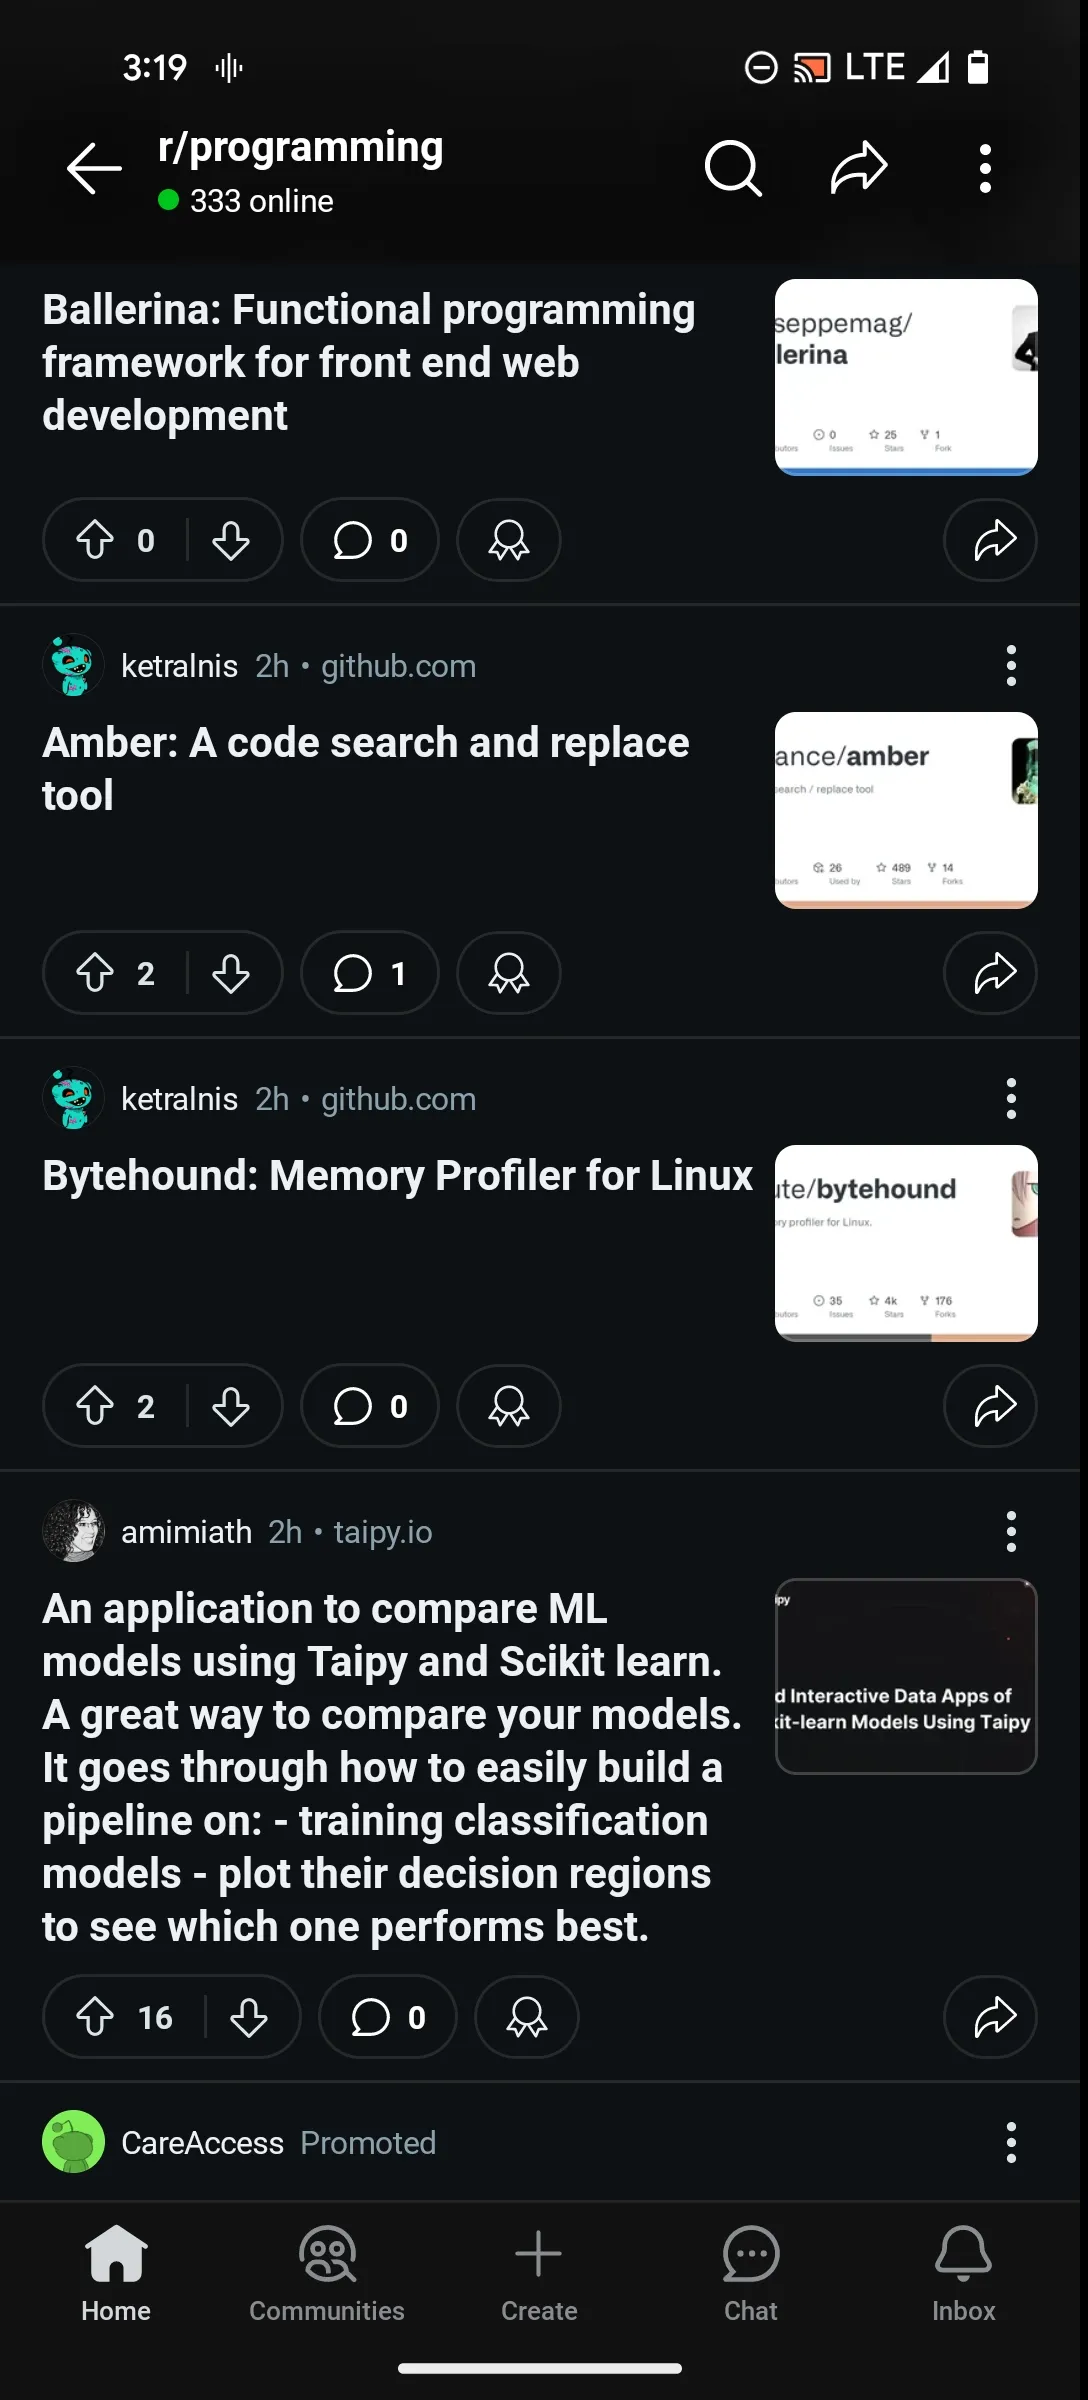 3:19 LTE
r/programming
333 online
Ballerina: Functional programming
framework for front end web
development
seppemag/
lerina
0 25 1
butors Issues Stars Fork
0 0
ketralnis 2h • github.com
Amber: A code search and replace
tool
ance/amber
search / replace tool
26 489 14
butors Used by Stars Forks
2 1
ketralnis 2h • github.com
Bytehound: Memory Profiler for Linux
ute/bytehound
ory profiler for Linux.
35 4k 176
butors Issues Stars Forks
2 0
amimiath 2h • taipy.io
An application to compare ML
models using Taipy and Scikit learn.
A great way to compare your models.
It goes through how to easily build a
pipeline on: - training classification
models - plot their decision regions
to see which one performs best.
ipy
d Interactive Data Apps of
kit-learn Models Using Taipy
16 0
CareAccess Promoted
Home Communities Create Chat Inbox